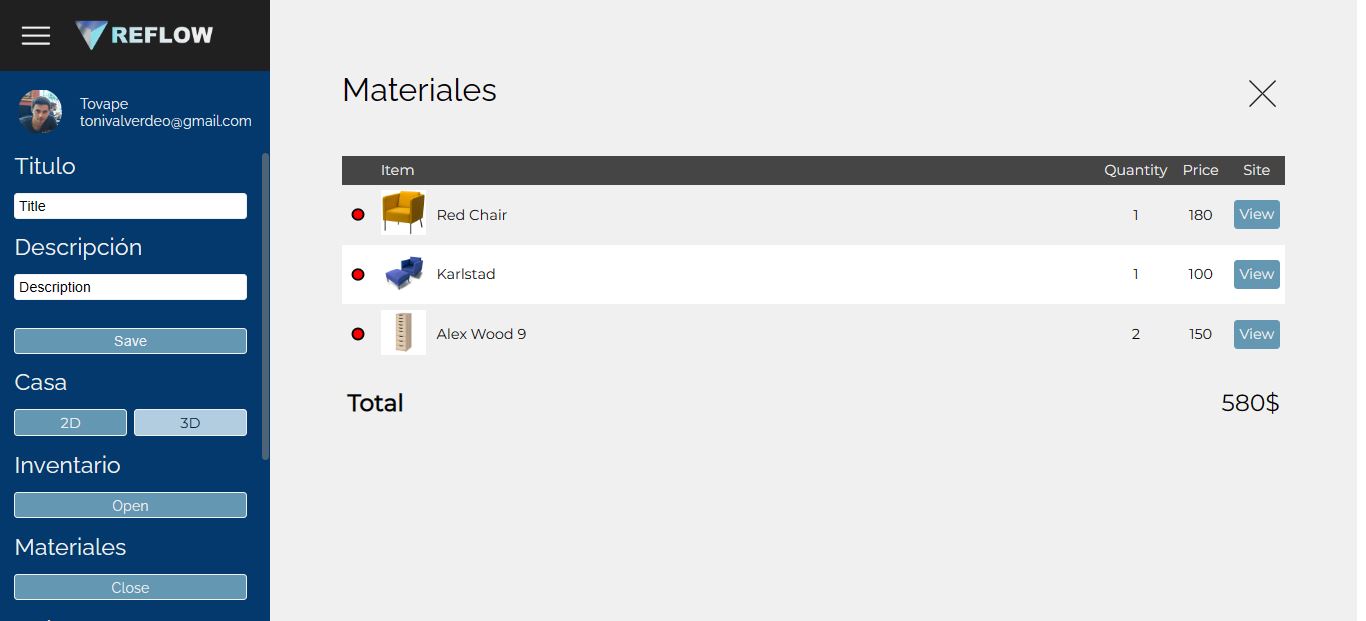 REFLOW
Tovape
tonivalverdeo@gmail.com
Titulo
Title
Descripción
Description
Save
Casa
2D 3D
Inventario
Open
Materiales
Close
Materiales
Item Quantity Price Site
Red Chair 1 180 View
Karlstad 1 100 View
Alex Wood 9 2 150 View
Total 580$